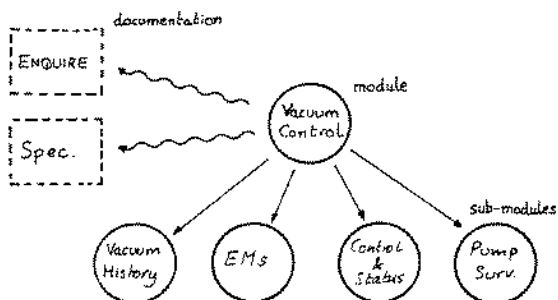 documentation
ENQUIRE
module
Vacuum
Control
Spec.
sub-modules
Vacuum
History
EMs
Control
&
Status
Pump
Surv.